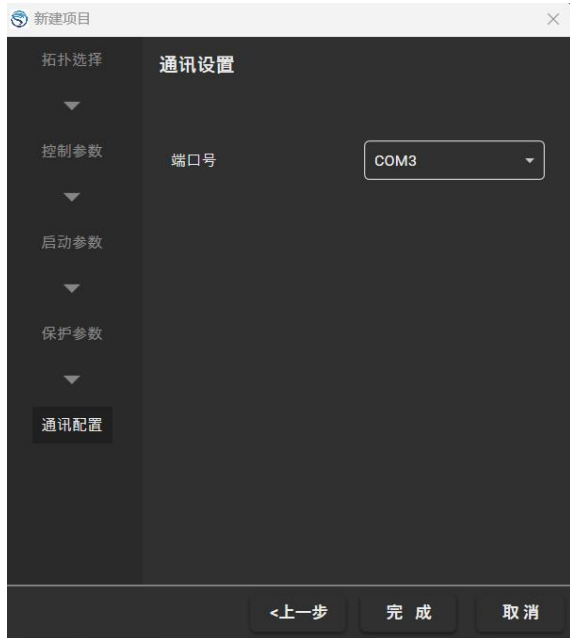 新建项目
拓扑选择
控制参数
启动参数
保护参数
通讯配置
通讯设置
端口号
COM3
<上一步
完 成
取 消